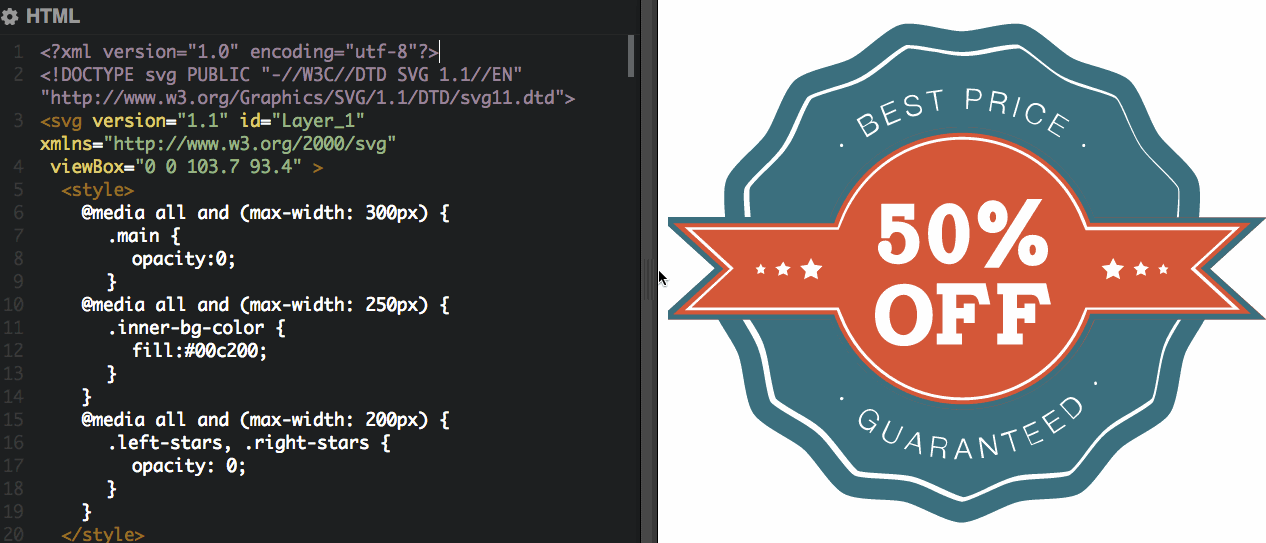 HTML
1 <?xml version="1.0" encoding="utf-8"?>
2 <!DOCTYPE svg PUBLIC "-//W3C//DTD SVG 1.1//EN"
"http://www.w3.org/Graphics/SVG/1.1/DTD/svg11.dtd">
3 <svg version="1.1" id="Layer_1"
xmlns="http://www.w3.org/2000/svg"
4 viewBox="0 0 103.7 93.4" >
5 <style>
6 @media all and (max-width: 300px) {
7 .main {
8 opacity:0;
9 }
10 @media all and (max-width: 250px) {
11 .inner-bg-color {
12 fill:#00c200;
13 }
14 }
15 @media all and (max-width: 200px) {
16 .left-stars, .right-stars {
17 opacity: 0;
18 }
19 }
20 </style>
· BEST PRICE ·
50%
OFF
· GUARANTEED ·